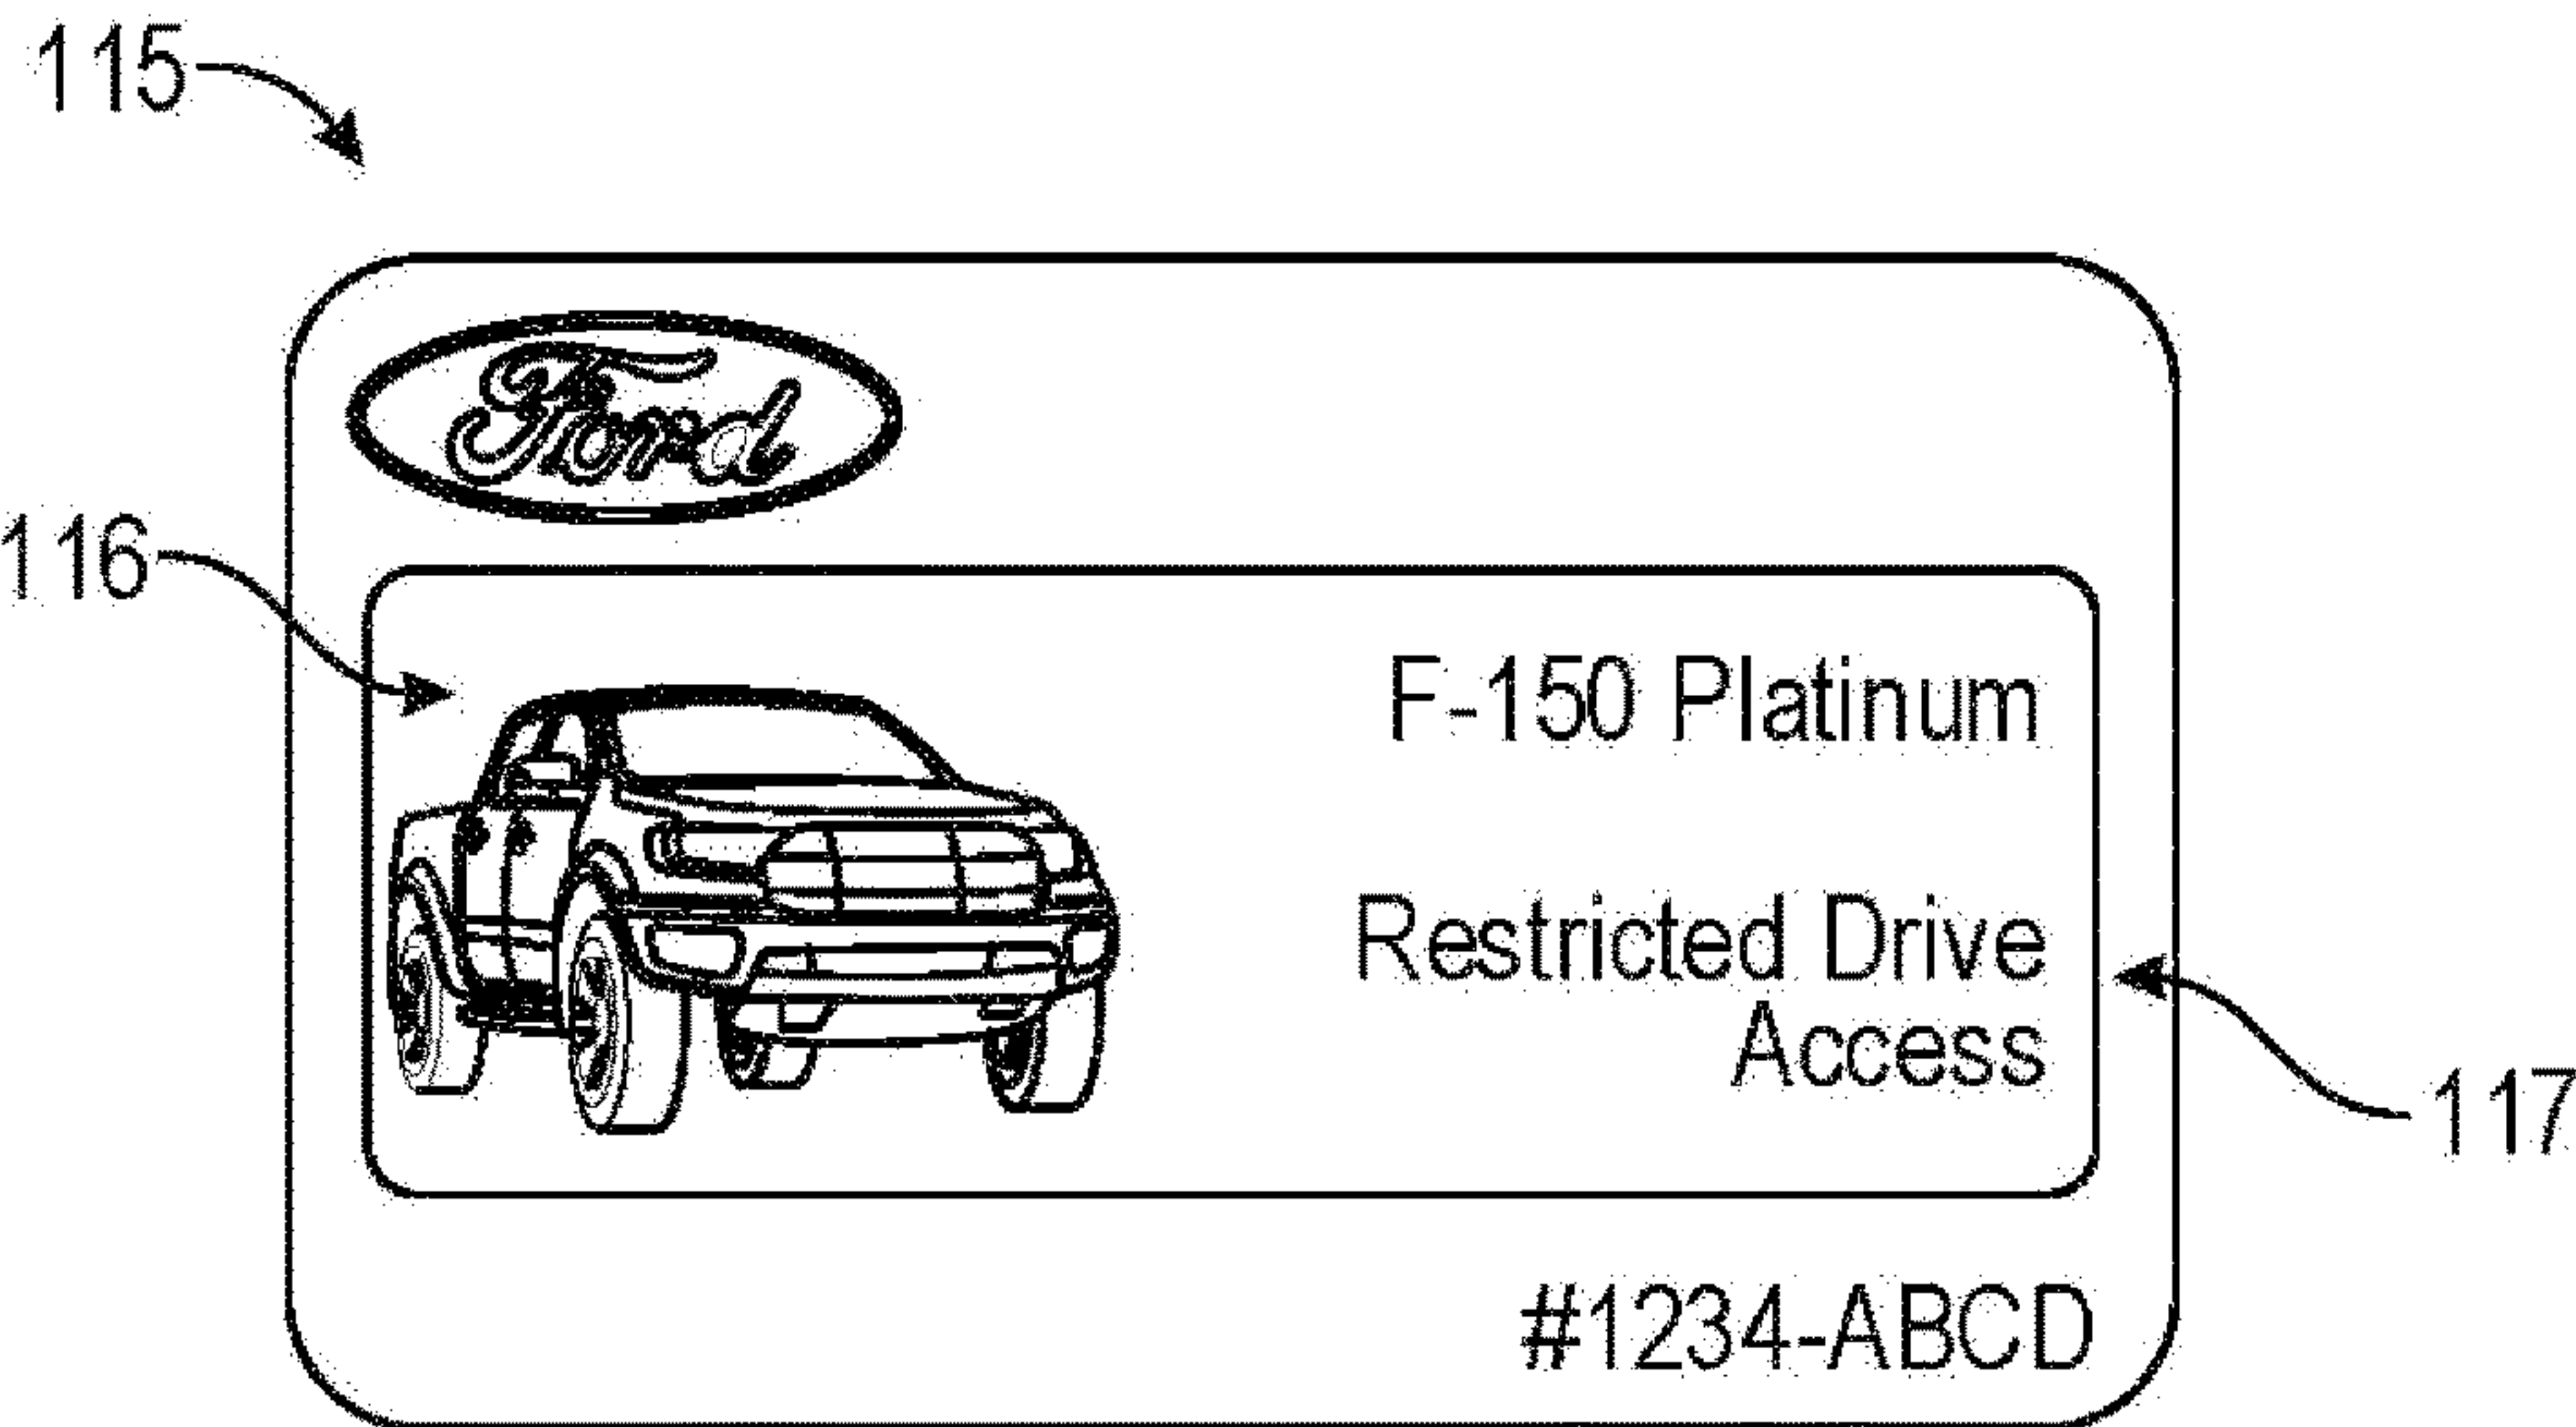 115
Ford
116
F-150 Platinum
Restricted Drive
Access
117
#1234-ABCD